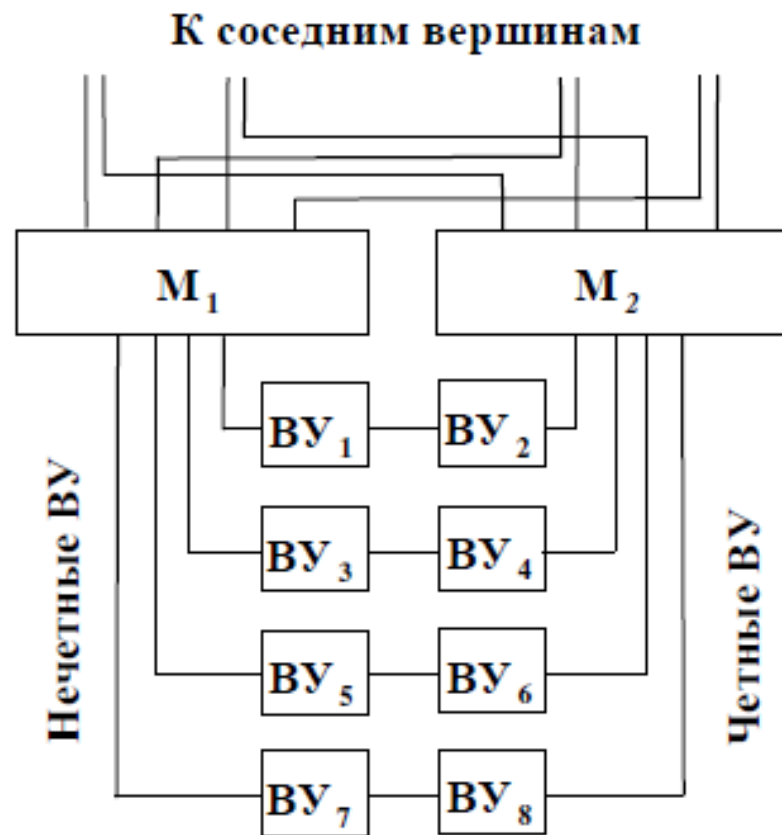 К соседним вершинам
М1 М2
ВУ1 ВУ2
ВУ3 ВУ4
ВУ5 ВУ6
ВУ7 ВУ8
Нечетные ВУ
Четные ВУ